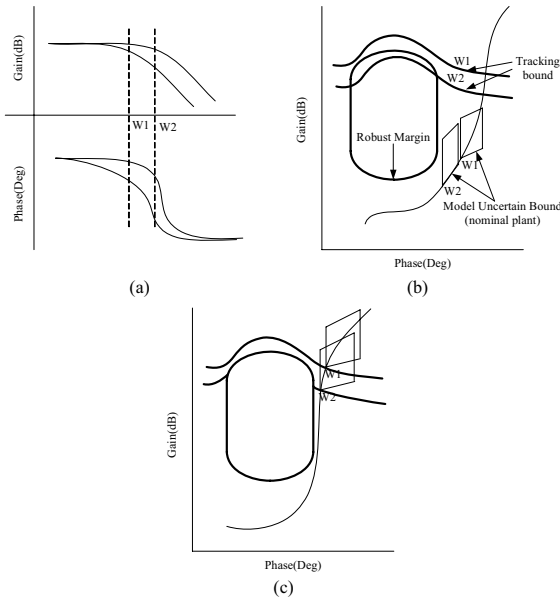 Gain(dB)
W1
W2
Phase(Deg)
(a)
Gain(dB)
W1
W2
Tracking
bound
Robust Margin
W1
W2
Model Uncertain Bound
(nominal plant)
Phase(Deg)
(b)
Gain(dB)
W1
W2
Phase(Deg)
(c)